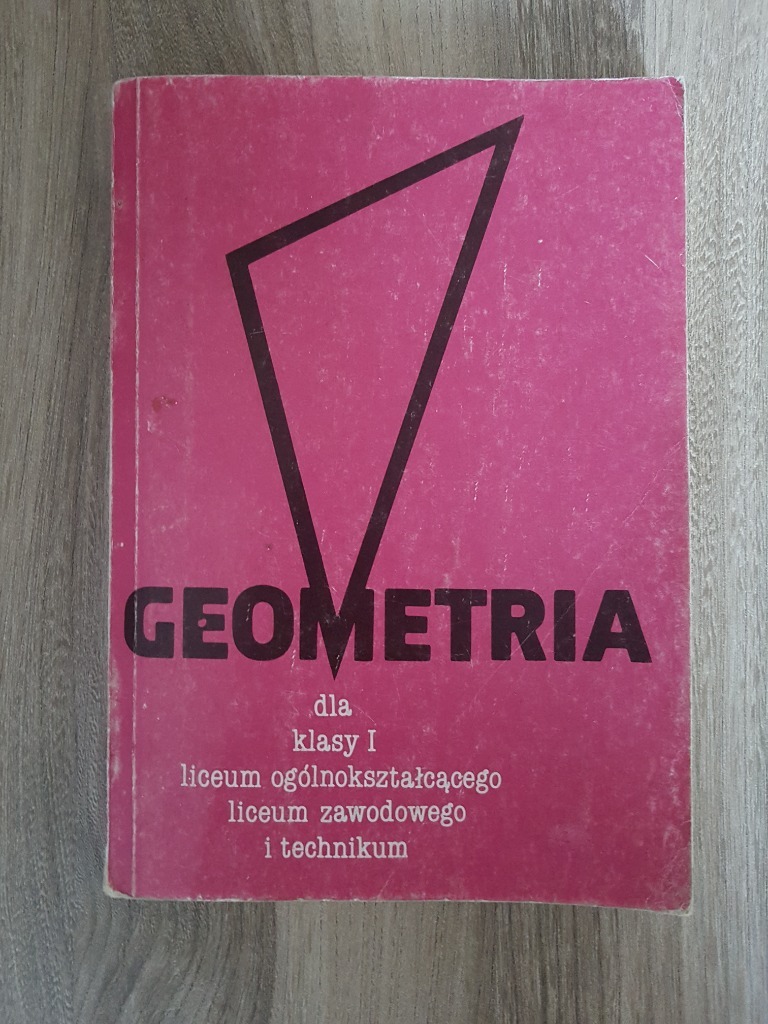 GEOMETRIA
dla
klasy I
liceum ogólnokształcącego
liceum zawodowego
i technikum